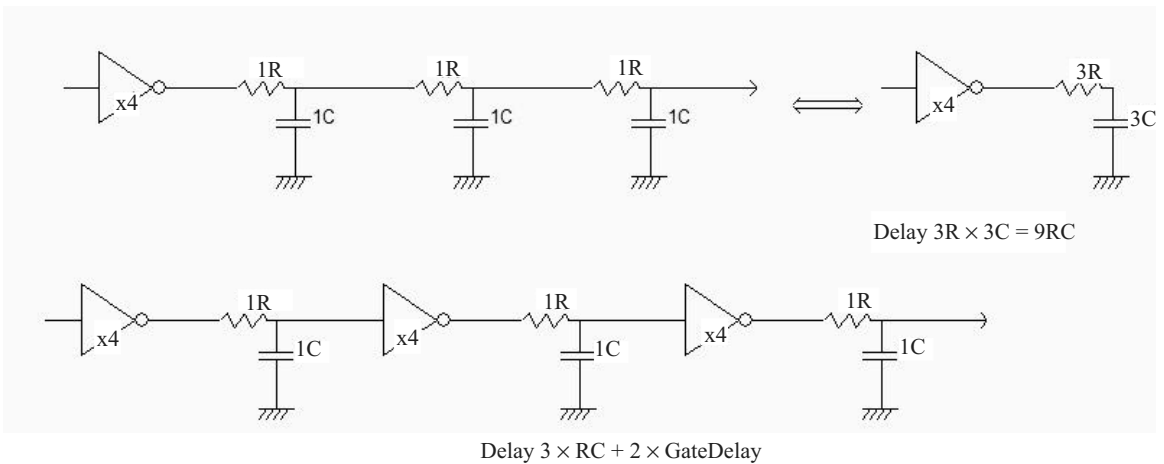 1R
1R
1R
3R
x4
x4
1C
1C
1C
3C
Delay 3R × 3C = 9RC
1R
1R
1R
x4
x4
x4
1C
1C
1C
Delay 3 × RC + 2 × GateDelay